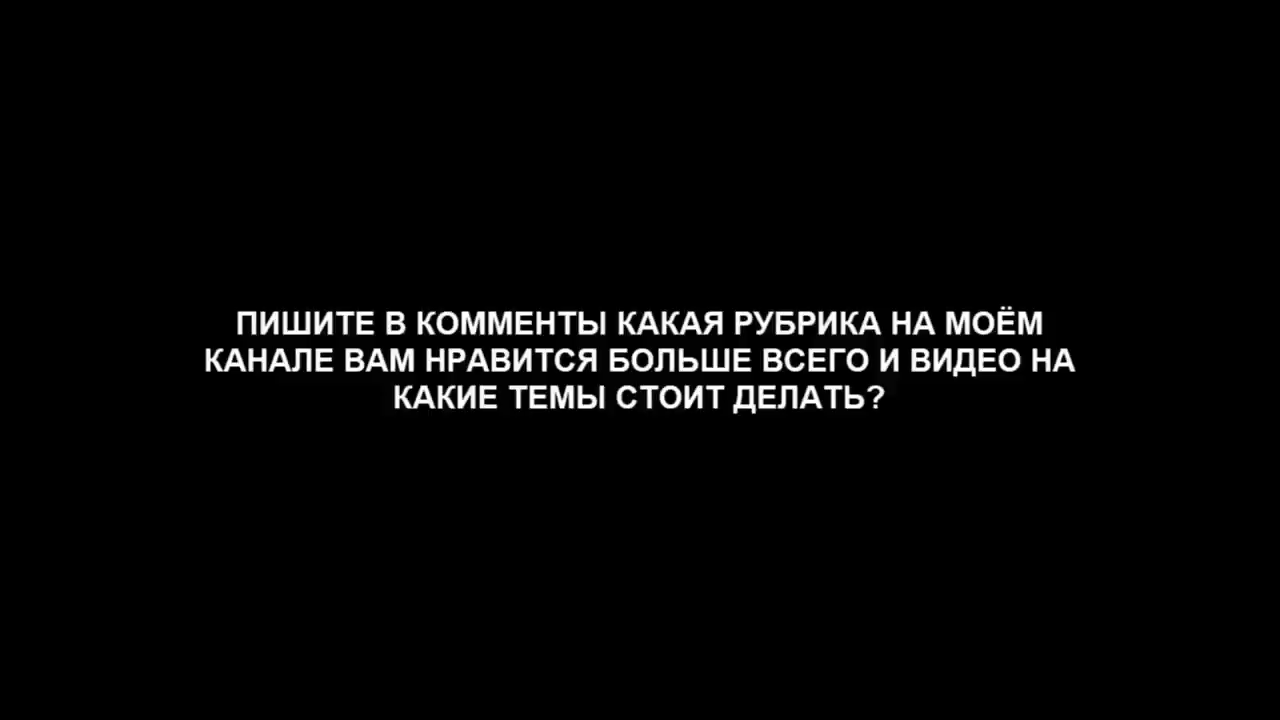 ПИШИТЕ В КОММЕНТЫ КАКАЯ РУБРИКА НА МОЁМ
КАНАЛЕ ВАМ НРАВИТСЯ БОЛЬШЕ ВСЕГО И ВИДЕО НА
КАКИЕ ТЕМЫ СТОИТ ДЕЛАТЬ?